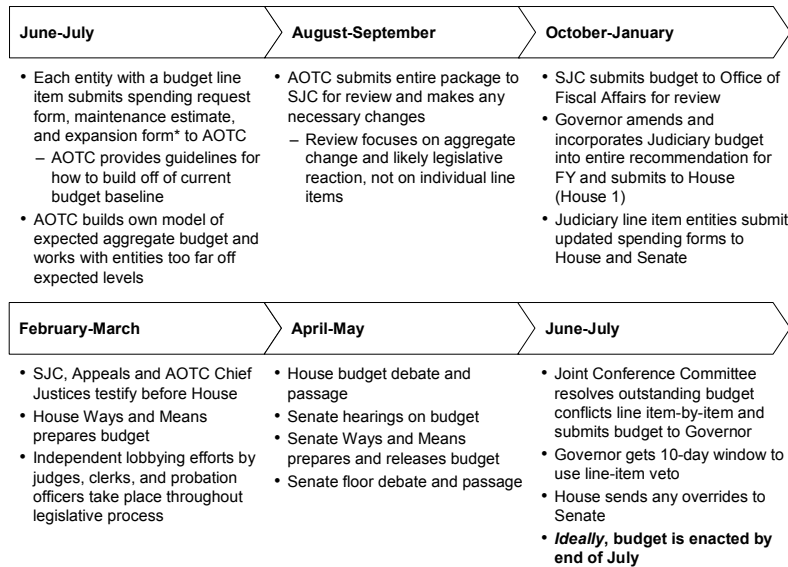 June-July
• Each entity with a budget line
item submits spending request
form, maintenance estimate,
and expansion form* to AOTC
– AOTC provides guidelines for
how to build off of current
budget baseline
• AOTC builds own model of
expected aggregate budget and
works with entities too far off
expected levels
August-September
• AOTC submits entire package to
SJC for review and makes any
necessary changes
– Review focuses on aggregate
change and likely legislative
reaction, not on individual line
items
October-January
• SJC submits budget to Office of
Fiscal Affairs for review
• Governor amends and
incorporates Judiciary budget
into entire recommendation for
FY and submits to House
(House 1)
• Judiciary line item entities submit
updated spending forms to
House and Senate
February-March
• SJC, Appeals and AOTC Chief
Justices testify before House
• House Ways and Means
prepares budget
• Independent lobbying efforts by
judges, clerks, and probation
officers take place throughout
legislative process
April-May
• House budget debate and
passage
• Senate hearings on budget
• Senate Ways and Means
prepares and releases budget
• Senate floor debate and passage
June-July
• Joint Conference Committee
resolves outstanding budget
conflicts line item-by-item and
submits budget to Governor
• Governor gets 10-day window to
use line-item veto
• House sends any overrides to
Senate
• Ideally, budget is enacted by
end of July